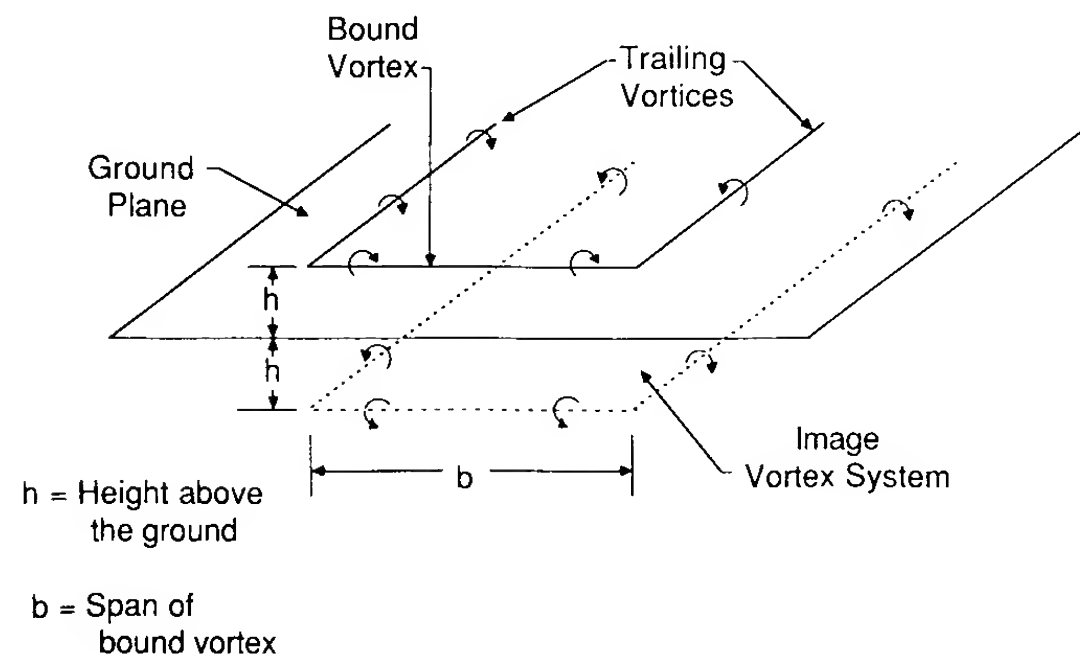 Bound
Vortex
Trailing
Vortices
Ground
Plane
h
h
b
Image
Vortex System
h = Height above
the ground
b = Span of
bound vortex